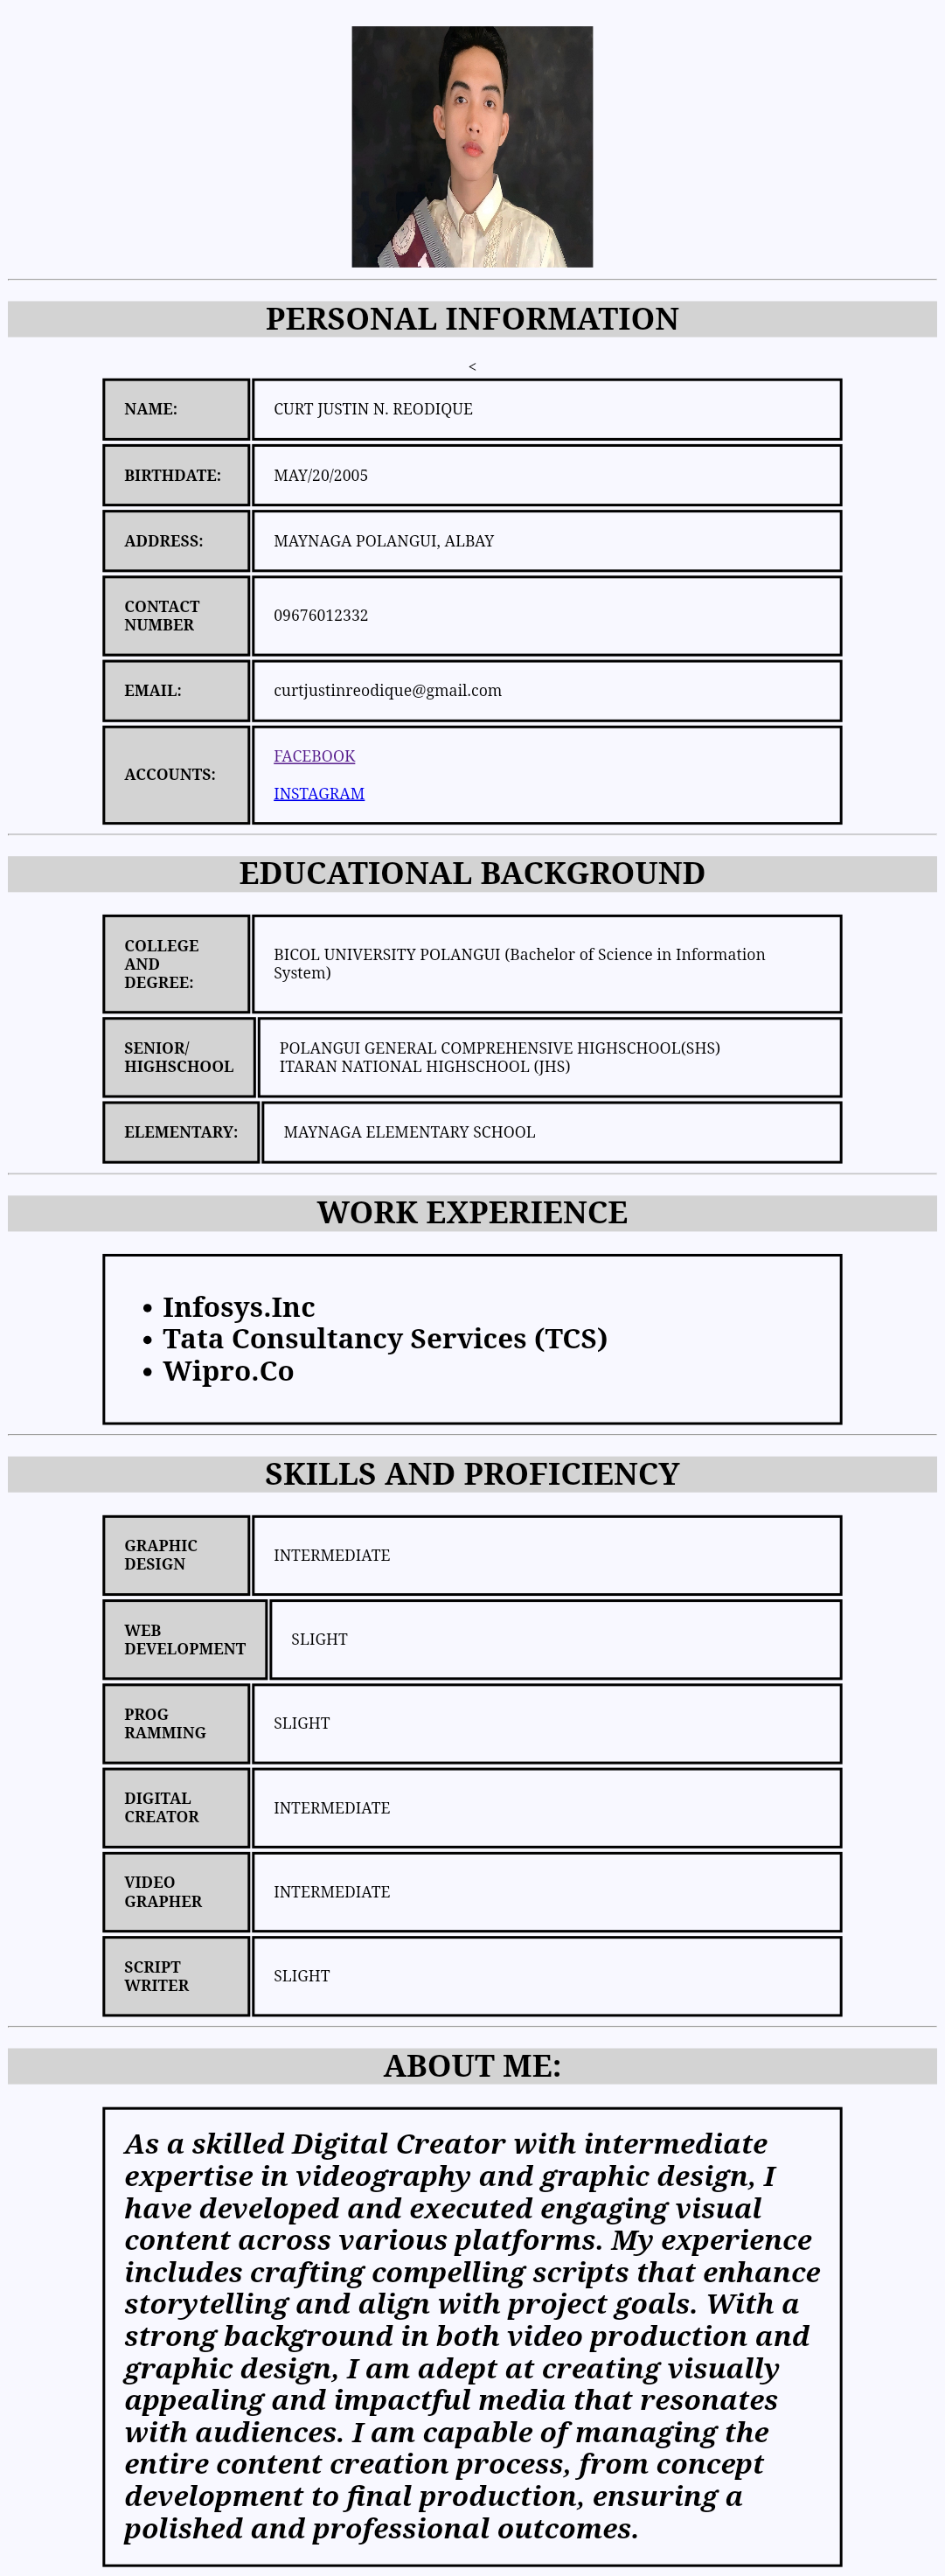 PERSONAL INFORMATION
<
NAME:
CURT JUSTIN N. REODIQUE
BIRTHDATE:
MAY/20/2005
ADDRESS:
MAYNAGA POLANGUI, ALBAY
CONTACT
NUMBER
09676012332
EMAIL:
curtjustinreodique@gmail.com
ACCOUNTS:
FACEBOOK
INSTAGRAM
EDUCATIONAL BACKGROUND
COLLEGE
AND
DEGREE:
BICOL UNIVERSITY POLANGUI (Bachelor of Science in Information
System)
SENIOR/
HIGHSCHOOL
POLANGUI GENERAL COMPREHENSIVE HIGHSCHOOL(SHS)
ITARAN NATIONAL HIGHSCHOOL (JHS)
ELEMENTARY:
MAYNAGA ELEMENTARY SCHOOL
WORK EXPERIENCE
• Infosys.Inc
• Tata Consultancy Services (TCS)
• Wipro.Co
SKILLS AND PROFICIENCY
GRAPHIC
DESIGN
INTERMEDIATE
WEB
DEVELOPMENT
SLIGHT
PROG
RAMMING
SLIGHT
DIGITAL
CREATOR
INTERMEDIATE
VIDEO
GRAPHER
INTERMEDIATE
SCRIPT
WRITER
SLIGHT
ABOUT ME:
As a skilled Digital Creator with intermediate
expertise in videography and graphic design, I
have developed and executed engaging visual
content across various platforms. My experience
includes crafting compelling scripts that enhance
storytelling and align with project goals. With a
strong background in both video production and
graphic design, I am adept at creating visually
appealing and impactful media that resonates
with audiences. I am capable of managing the
entire content creation process, from concept
development to final production, ensuring a
polished and professional outcomes.